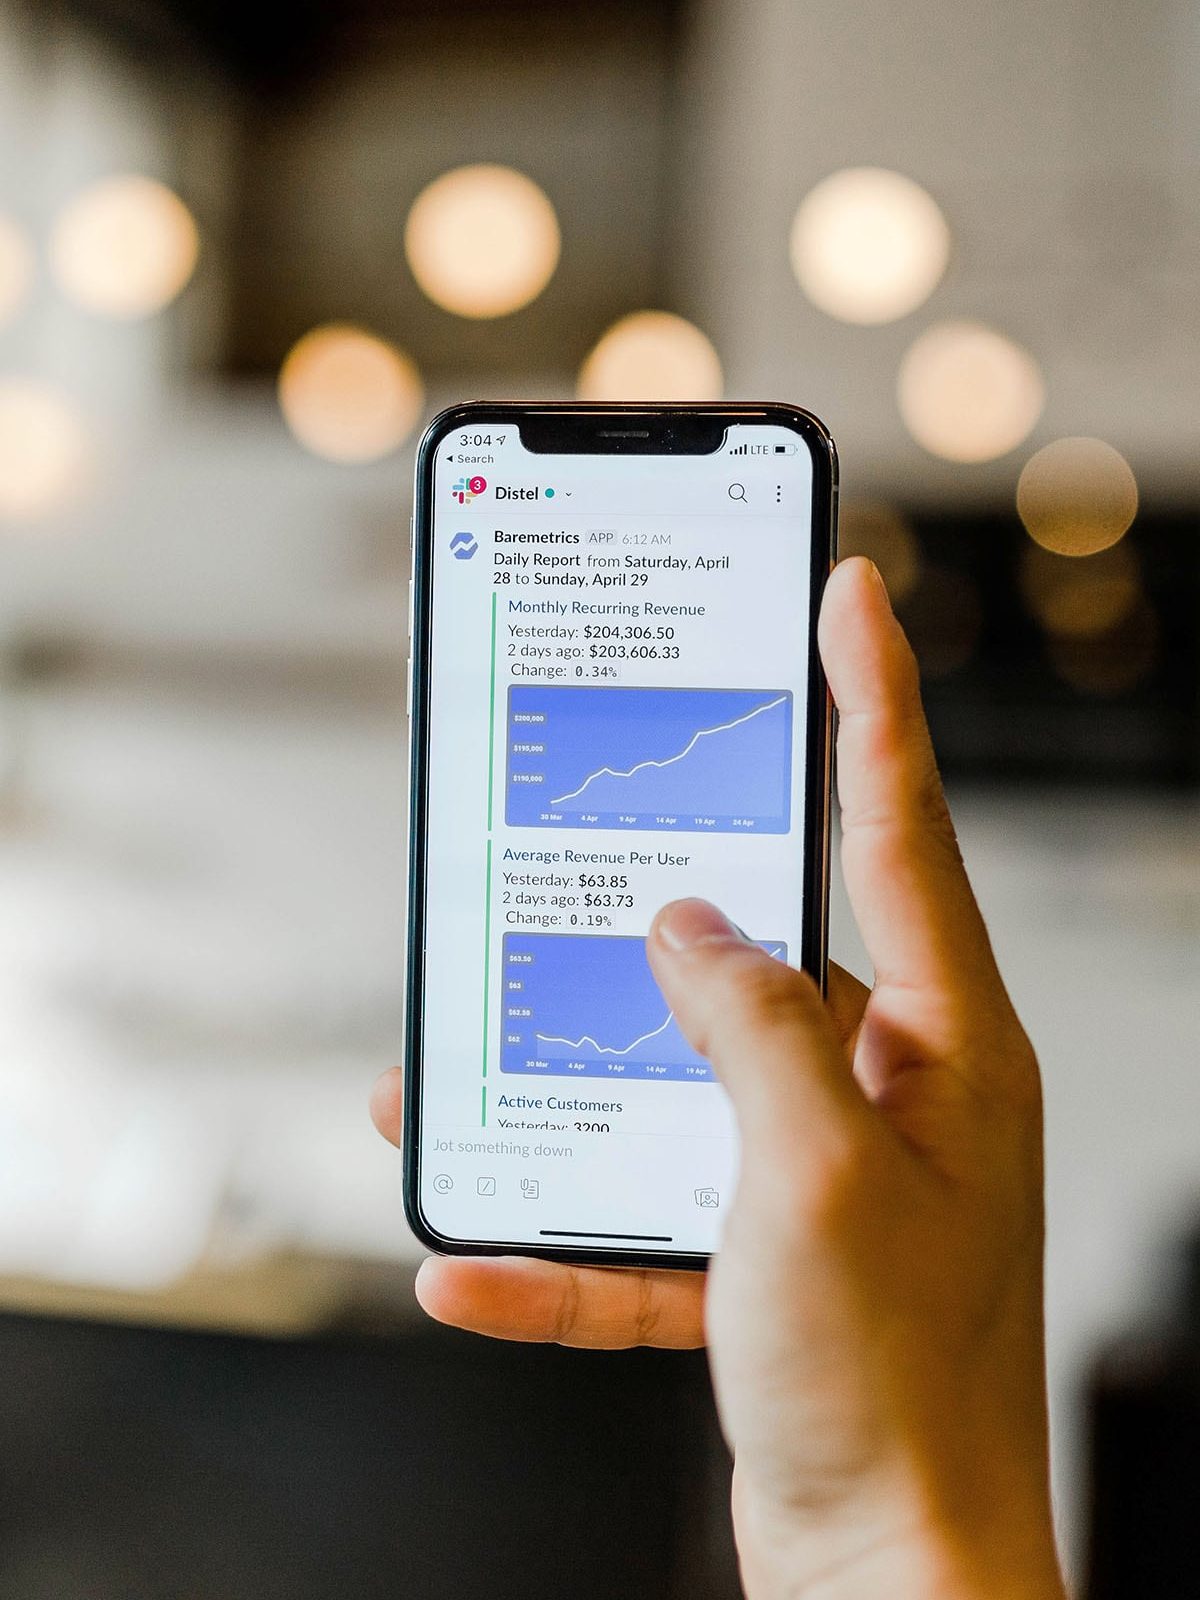 3:04
LTE
◀ Search
3
Distel
Baremetrics APP 6:12 AM
Daily Report from Saturday, April
28 to Sunday, April 29
Monthly Recurring Revenue
Yesterday: $204,306.50
2 days ago: $203,606.33
Change: 0.34%
$200,000
$195,000
$190,000
30 Mar 4 Apr 9 Apr 14 Apr 19 Apr 24 Apr
Average Revenue Per User
Yesterday: $63.85
2 days ago: $63.73
Change: 0.19%
$63.50
$63
$62.50
$62
30 Mar 4 Apr 9 Apr 14 Apr 19 Apr
Active Customers
Yesterday: 3200
Jot something down